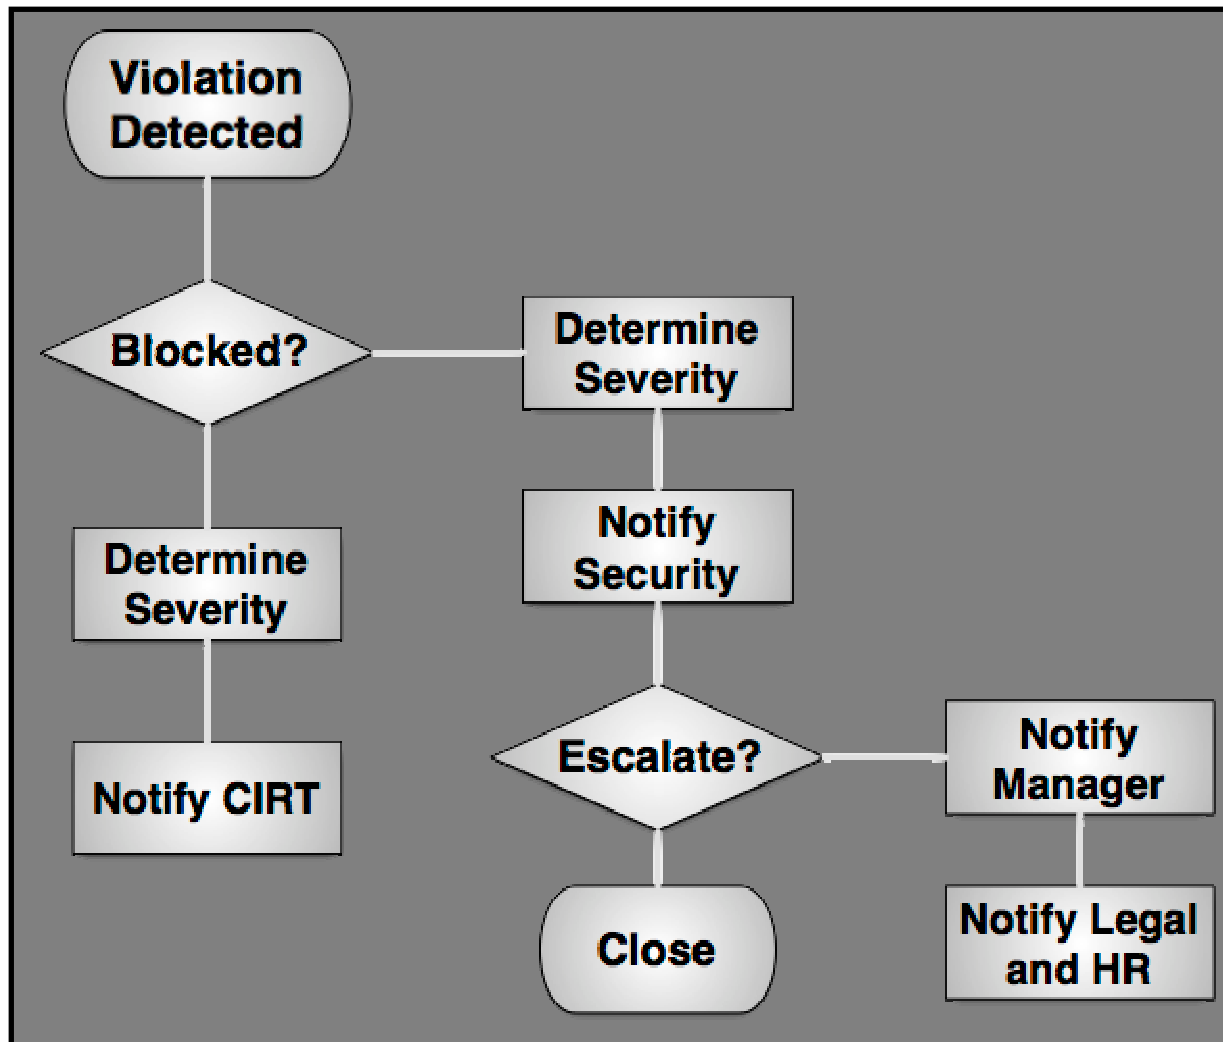 Violation
Detected
Blocked?
Determine
Severity
Notify CIRT
Determine
Severity
Notify
Security
Escalate?
Close
Notify
Manager
Notify Legal
and HR